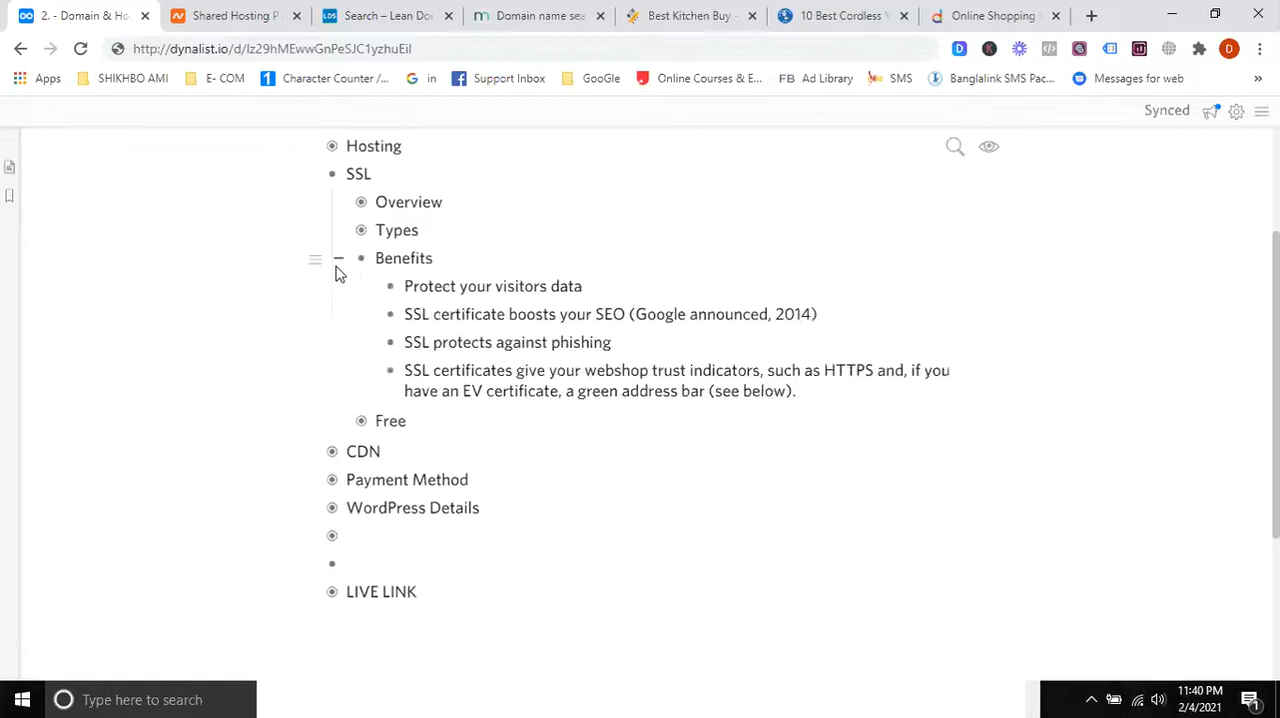 2. - Domain & Ho
Shared Hosting P
Search – Lean Do
Domain name sea
Best Kitchen Buy -
10 Best Cordless V
Online Shopping
http://dynalist.io/d/Iz29hMEwwGnPeSJC1yzhuEil
Apps
SHIKHBO AMI
E- COM
Character Counter /...
in
Support Inbox
GooGle
Online Courses & E...
FB Ad Library
SMS
Banglalink SMS Pac...
Messages for web
»
Synced
Hosting
SSL
Overview
Types
Benefits
Protect your visitors data
SSL certificate boosts your SEO (Google announced, 2014)
SSL protects against phishing
SSL certificates give your webshop trust indicators, such as HTTPS and, if you
have an EV certificate, a green address bar (see below).
Free
CDN
Payment Method
WordPress Details
LIVE LINK
Type here to search
11:40 PM
2/4/2021